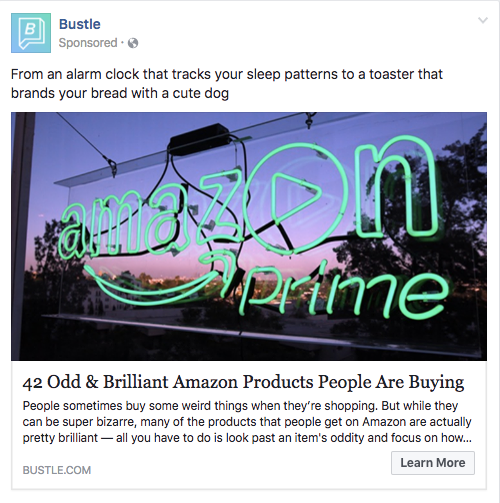 B
Bustle
Sponsored ·
From an alarm clock that tracks your sleep patterns to a toaster that
brands your bread with a cute dog
amazon
prime
42 Odd & Brilliant Amazon Products People Are Buying
People sometimes buy some weird things when they're shopping. But while they
can be super bizarre, many of the products that people get on Amazon are actually
pretty brilliant — all you have to do is look past an item's oddity and focus on how...
BUSTLE.COM
Learn More